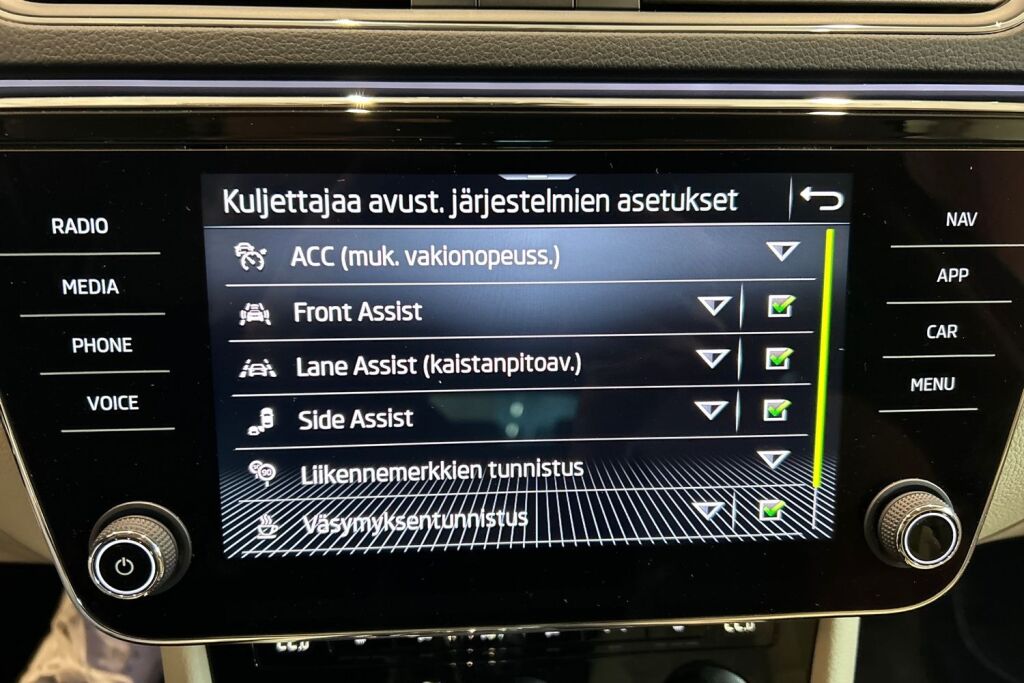 Kuljettajaa avust. järjestelmien asetukset
ACC (muk. vakionopeuss.)
Front Assist
Lane Assist (kaistanpitoav.)
Side Assist
Liikennemerkkien tunnistus
Väsymyksentunnistus
RADIO
MEDIA
PHONE
VOICE
NAV
APP
CAR
MENU